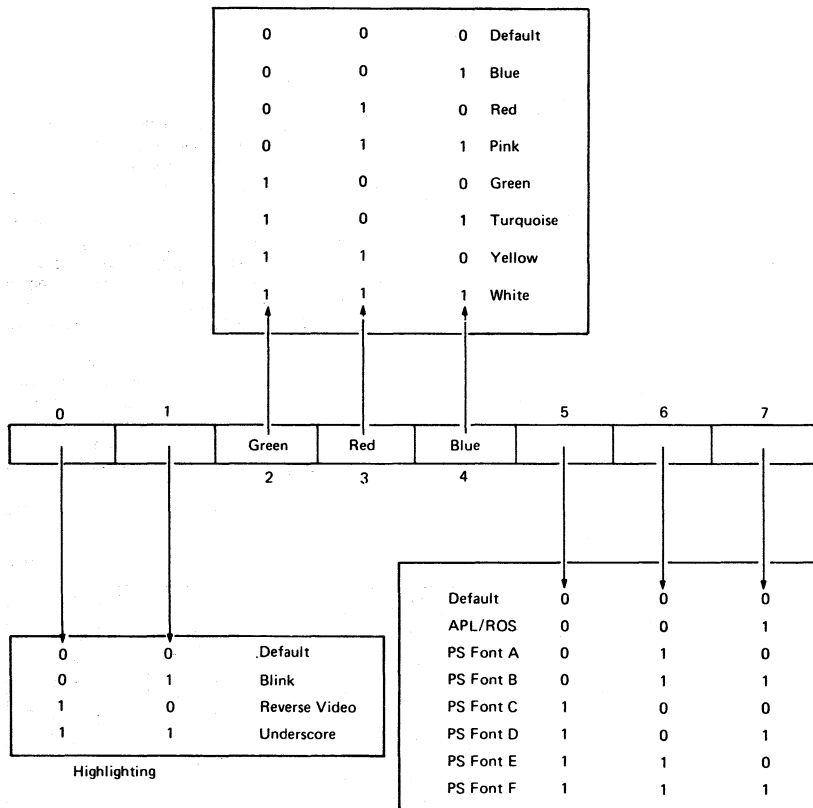 0 0 0 Default
0 0 1 Blue
0 1 0 Red
0 1 1 Pink
1 0 0 Green
1 0 1 Turquoise
1 1 0 Yellow
1 1 1 White
0 1 5 6 7
Green Red Blue
2 3 4
0 0 Default
0 1 Blink
1 0 Reverse Video
1 1 Underscore
Highlighting
Default 0 0 0
APL/ROS 0 0 1
PS Font A 0 1 0
PS Font B 0 1 1
PS Font C 1 0 0
PS Font D 1 0 1
PS Font E 1 1 0
PS Font F 1 1 1